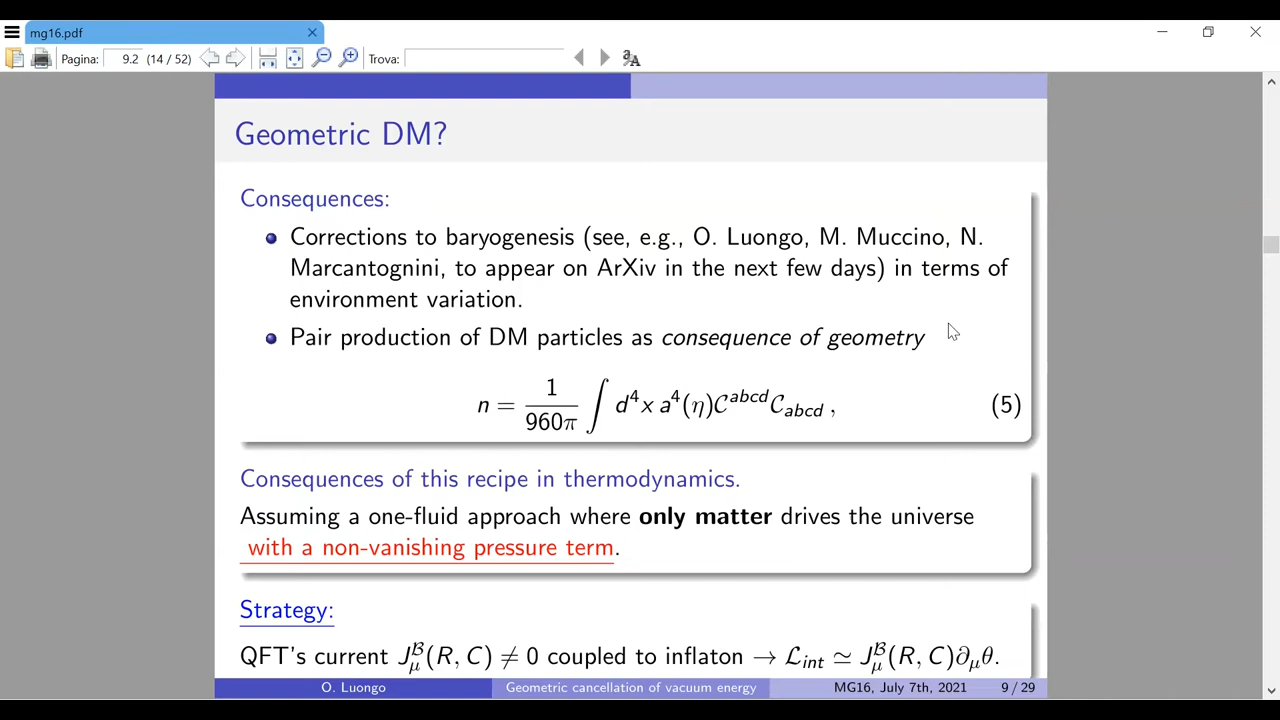 mg16.pdf
Pagina: 9.2 (14 / 52) Trova:
Geometric DM?
Consequences:
Corrections to baryogenesis (see, e.g., O. Luongo, M. Muccino, N.
Marcantognini, to appear on ArXiv in the next few days) in terms of
environment variation.
Pair production of DM particles as consequence of geometry
n = 1/960π ∫ d⁴x a⁴(η)𝒞ᵃᵇᶜᵈ𝒞_abcd , (5)
Consequences of this recipe in thermodynamics.
Assuming a one-fluid approach where only matter drives the universe
with a non-vanishing pressure term.
Strategy:
QFT's current J_μ^ℬ(R, C) ≠ 0 coupled to inflaton → ℒ_int ≃ J_μ^ℬ(R, C)∂_μθ.
O. Luongo Geometric cancellation of vacuum energy MG16, July 7th, 2021 9 / 29